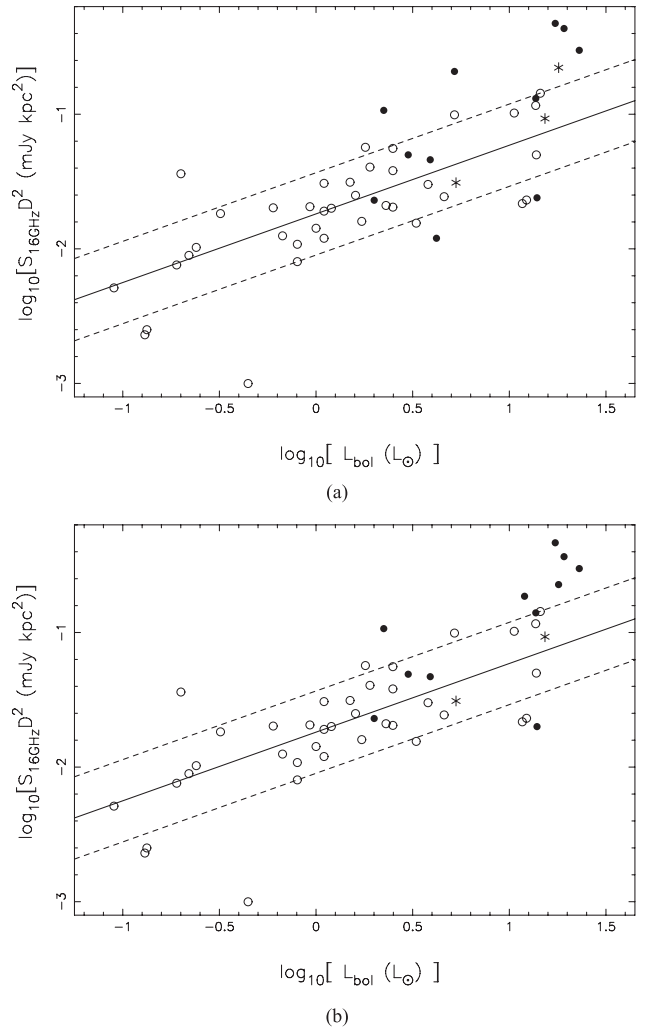 -1
-2
-3
log10[S16GHzD² (mJy kpc²)]
-1 -0.5 0 0.5 1 1.5
log10[ Lbol (L⊙) ]
(a)
-1
-2
-3
log10[S16GHzD² (mJy kpc²)]
-1 -0.5 0 0.5 1 1.5
log10[ Lbol (L⊙) ]
(b)